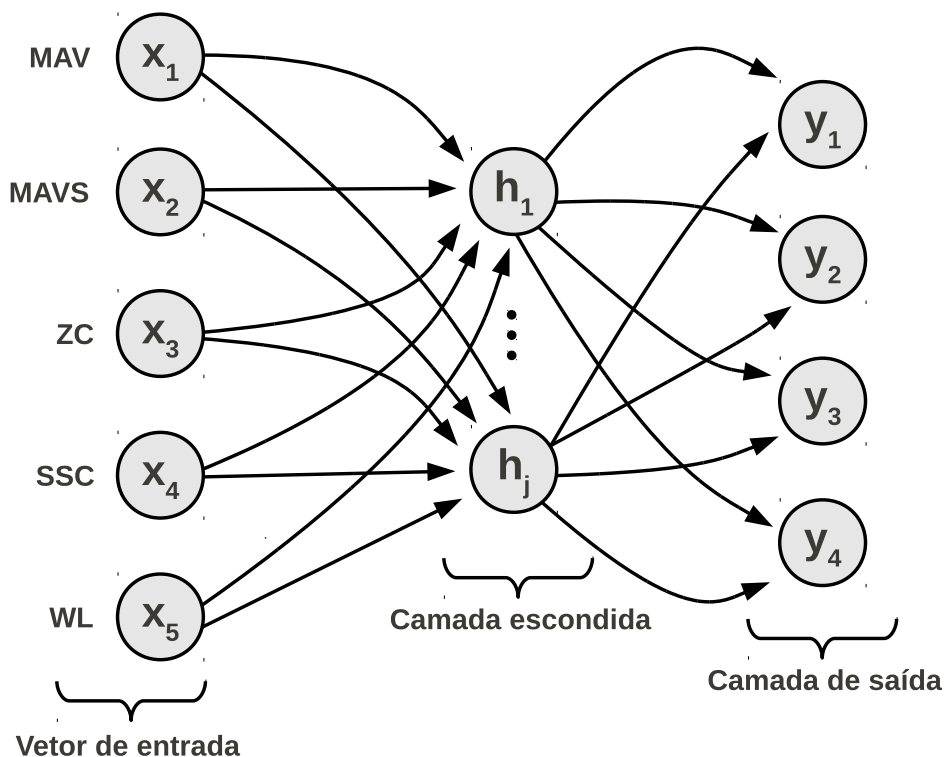 MAV x1
MAVS x2
ZC x3
SSC x4
WL x5
h1
hj
y1
y2
y3
y4
Camada escondida
Camada de saída
Vetor de entrada